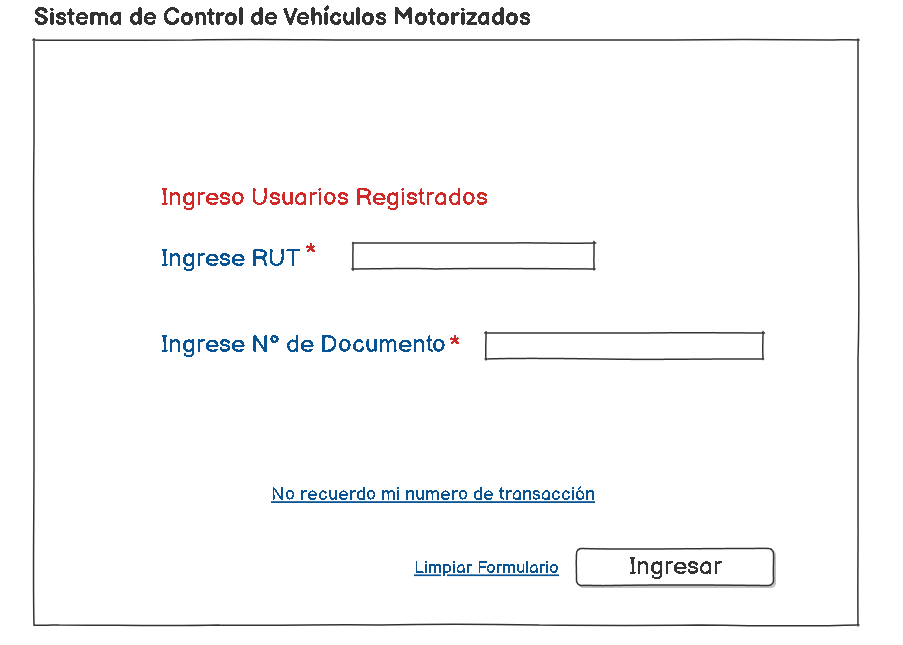 Sistema de Control de Vehículos Motorizados
Ingreso Usuarios Registrados
Ingrese RUT *
Ingrese Nº de Documento *
No recuerdo mi numero de transacción
Limpiar Formulario
Ingresar